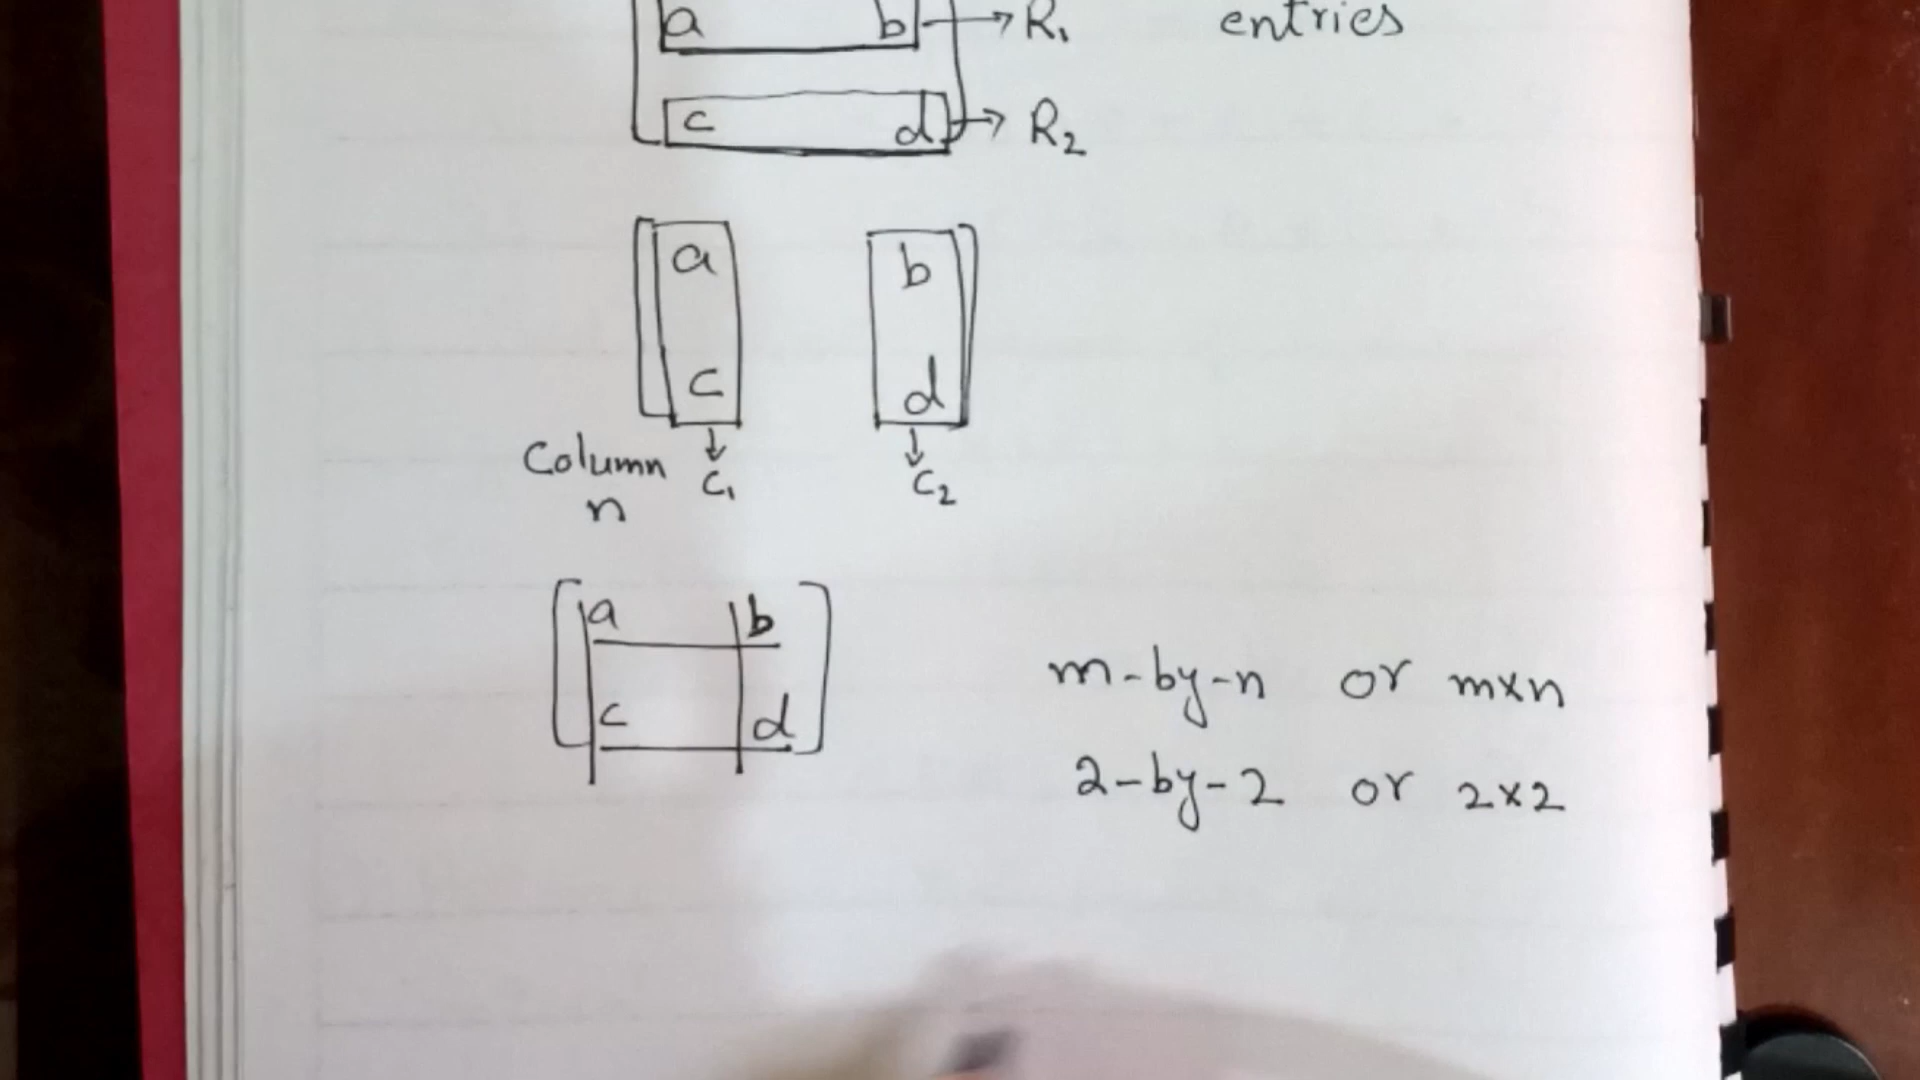 a b → R₁ entries
c d → R₂
a b
c d
Column ↓ ↓
n C₁ C₂
a b
c d
m-by-n or m×n
2-by-2 or 2×2